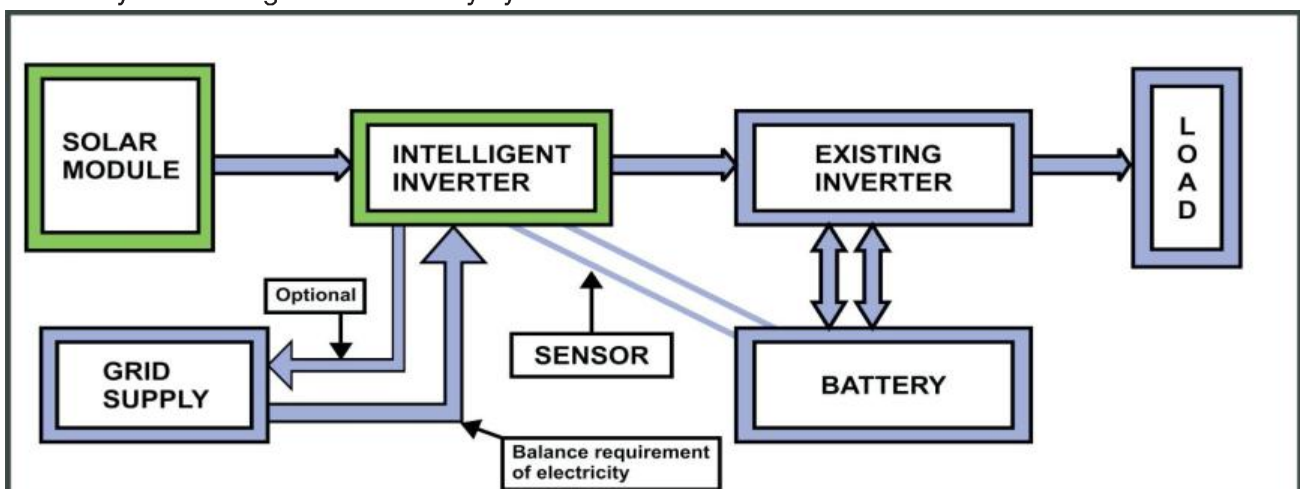 SOLAR
MODULE
INTELLIGENT
INVERTER
EXISTING
INVERTER
L
O
A
D
Optional
GRID
SUPPLY
SENSOR
BATTERY
Balance requirement
of electricity